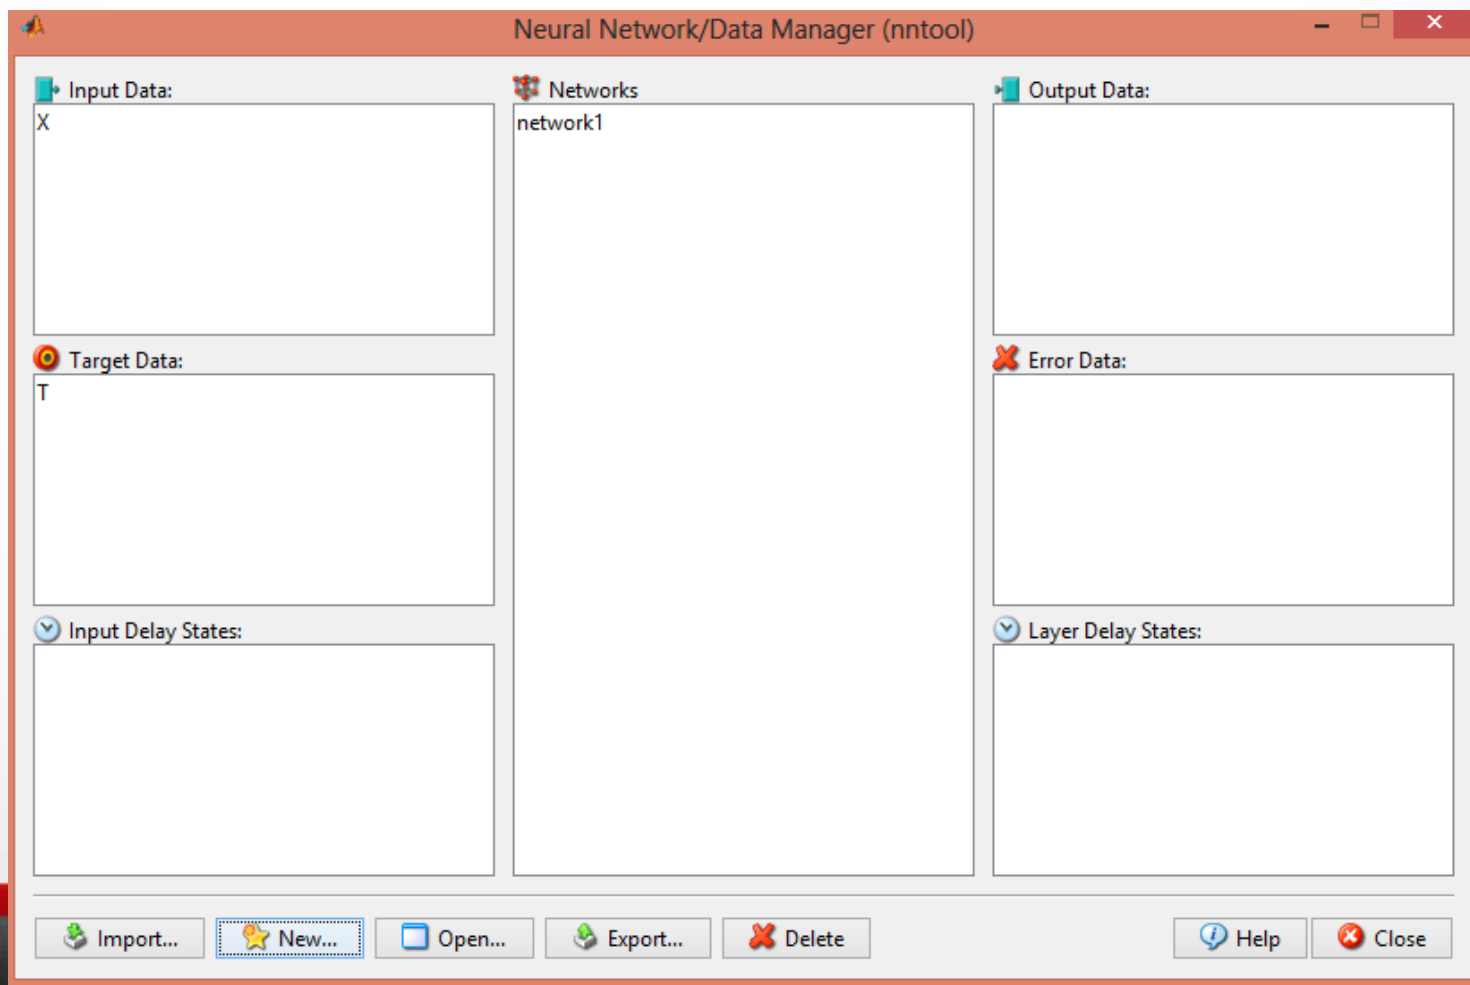 Neural Network/Data Manager (nntool)
Input Data:
X
Networks
network1
Output Data:
Target Data:
T
Error Data:
Input Delay States:
Layer Delay States:
Import...
New...
Open...
Export...
Delete
Help
Close